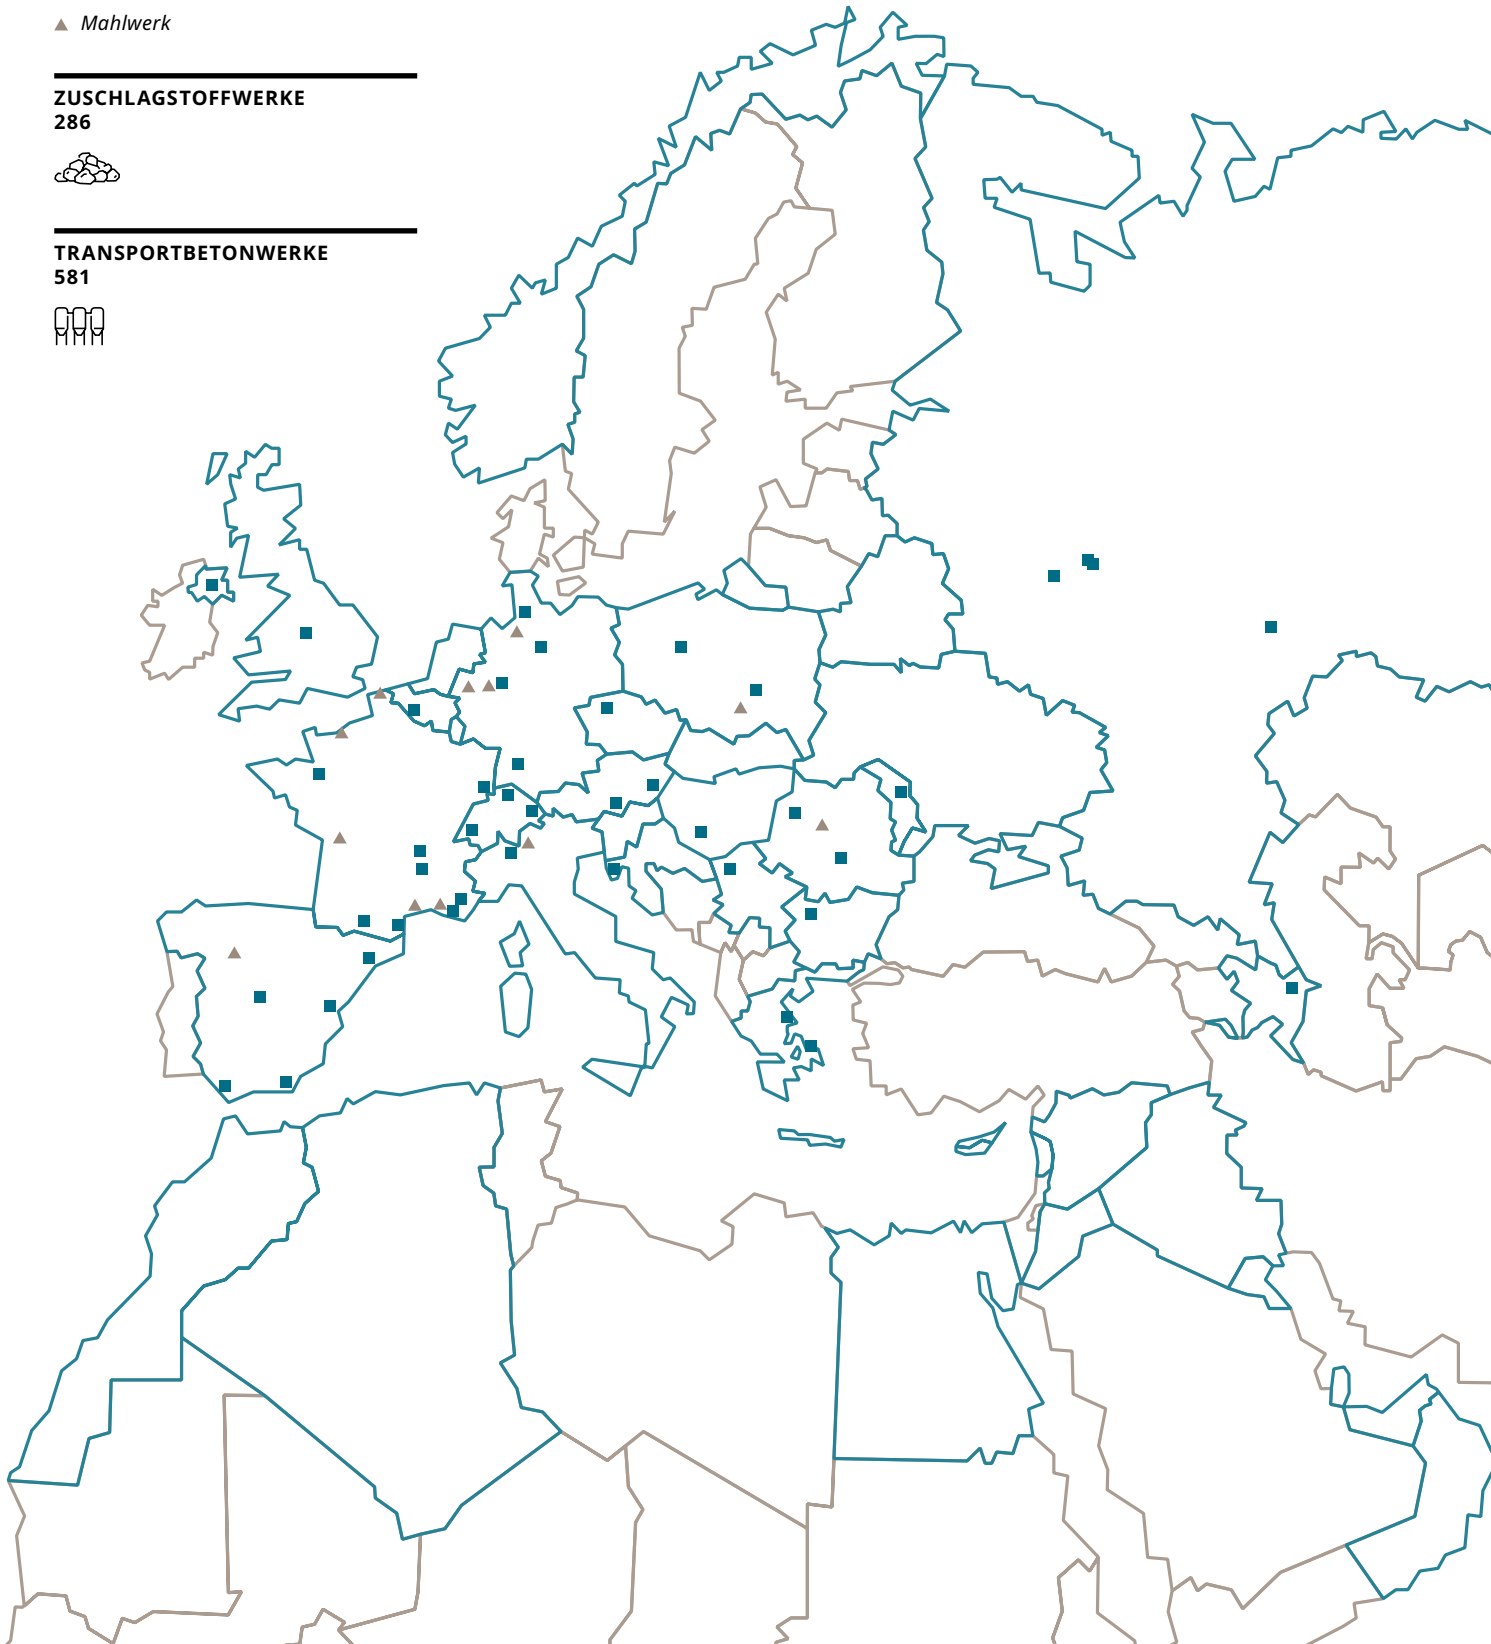 Mahlwerk
ZUSCHLAGSTOFFWERKE
286
TRANSPORTBETONWERKE
581